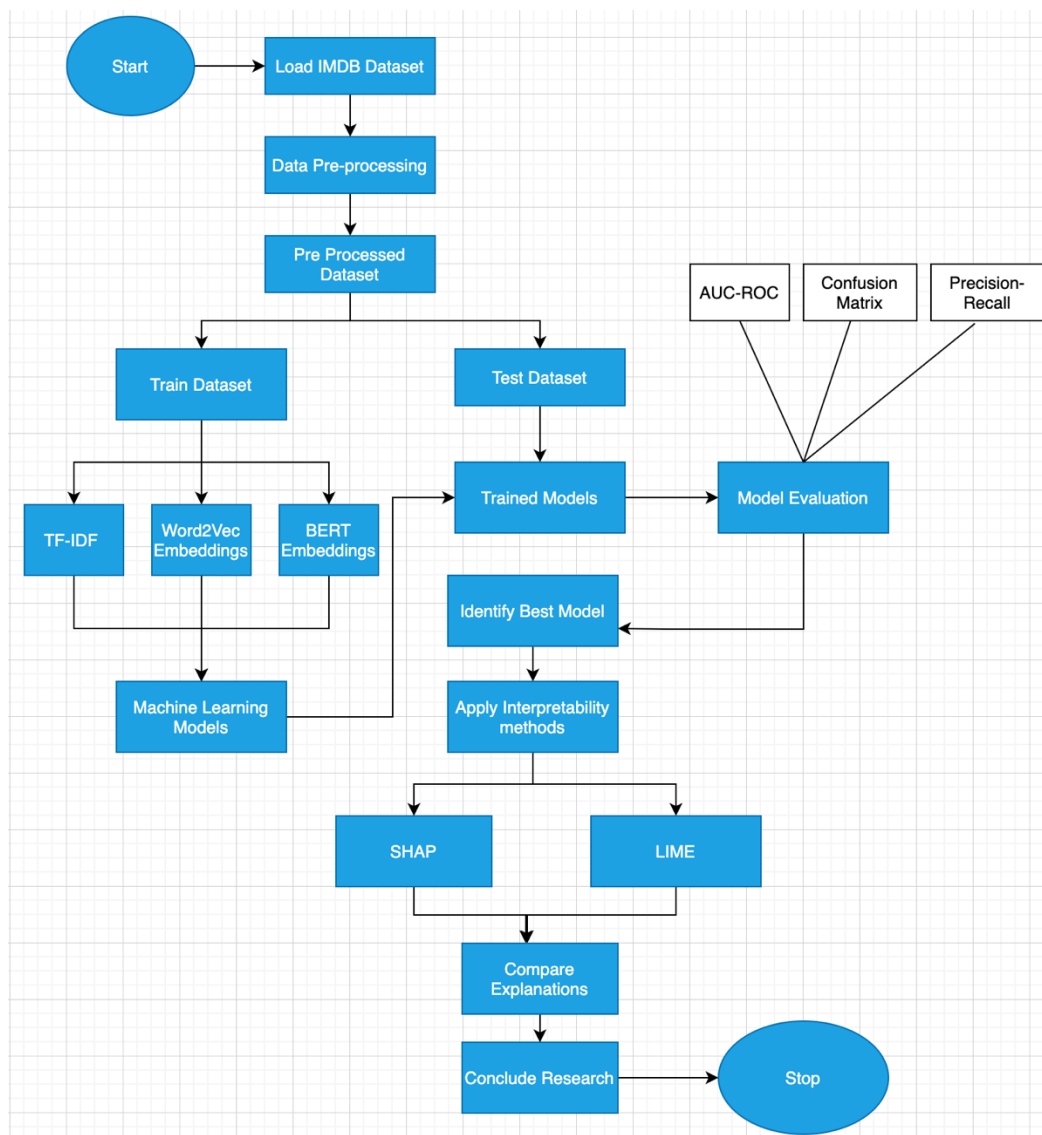 Start
Load IMDB Dataset
Data Pre-processing
Pre Processed
Dataset
AUC-ROC
Confusion
Matrix
Precision-
Recall
Train Dataset
Test Dataset
TF-IDF
Word2Vec
Embeddings
BERT
Embeddings
Trained Models
Model Evaluation
Identify Best Model
Machine Learning
Models
Apply Interpretability
methods
SHAP
LIME
Compare
Explanations
Conclude Research
Stop